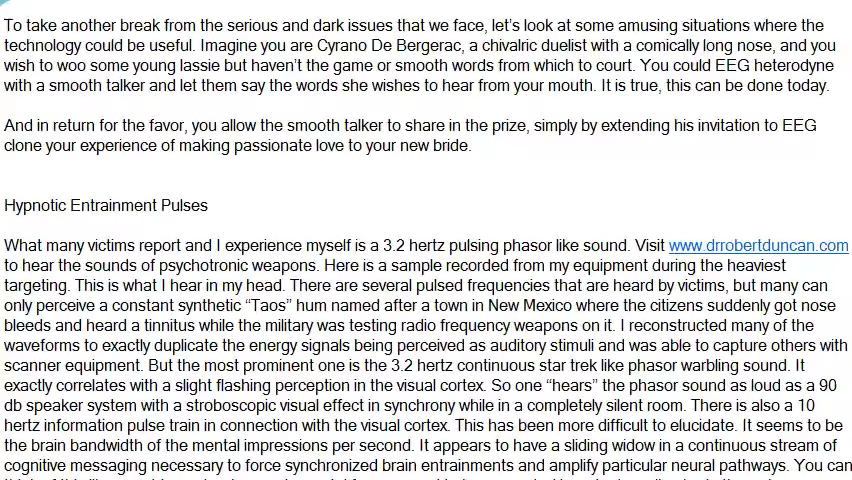 To take another break from the serious and dark issues that we face, let's look at some amusing situations where the
technology could be useful. Imagine you are Cyrano De Bergerac, a chivalric duelist with a comically long nose, and you
wish to woo some young lassie but haven't the game or smooth words from which to court. You could EEG heterodyne
with a smooth talker and let them say the words she wishes to hear from your mouth. It is true, this can be done today.
And in return for the favor, you allow the smooth talker to share in the prize, simply by extending his invitation to EEG
clone your experience of making passionate love to your new bride.
Hypnotic Entrainment Pulses
What many victims report and I experience myself is a 3.2 hertz pulsing phasor like sound. Visit www.drrobertduncan.com
to hear the sounds of psychotronic weapons. Here is a sample recorded from my equipment during the heaviest
targeting. This is what I hear in my head. There are several pulsed frequencies that are heard by victims, but many can
only perceive a constant synthetic “Taos” hum named after a town in New Mexico where the citizens suddenly got nose
bleeds and heard a tinnitus while the military was testing radio frequency weapons on it. I reconstructed many of the
waveforms to exactly duplicate the energy signals being perceived as auditory stimuli and was able to capture others with
scanner equipment. But the most prominent one is the 3.2 hertz continuous star trek like phasor warbling sound. It
exactly correlates with a slight flashing perception in the visual cortex. So one “hears” the phasor sound as loud as a 90
db speaker system with a stroboscopic visual effect in synchrony while in a completely silent room. There is also a 10
hertz information pulse train in connection with the visual cortex. This has been more difficult to elucidate. It seems to be
the brain bandwidth of the mental impressions per second. It appears to have a sliding widow in a continuous stream of
cognitive messaging necessary to force synchronized brain entrainments and amplify particular neural pathways. You can